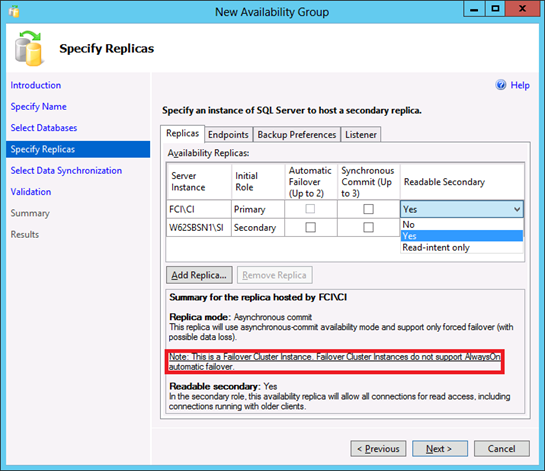 New Availability Group
Specify Replicas
Introduction
Help
Specify Name
Specify an instance of SQL Server to host a secondary replica.
Select Databases
Specify Replicas
Replicas Endpoints Backup Preferences Listener
Availability Replicas:
Select Data Synchronization
Server Instance
Initial Role
Automatic Failover (Up to 2)
Synchronous Commit (Up to 3)
Readable Secondary
Validation
Summary
FCI\CI Primary Yes
No
W62SBSN1\SI Secondary Yes
Results
Read-intent only
Add Replica... Remove Replica
Summary for the replica hosted by FCI\CI
Replica mode: Asynchronous commit
This replica will use asynchronous-commit availability mode and support only forced failover (with
possible data loss).
Note: This is a Failover Cluster Instance. Failover Cluster Instances do not support AlwaysOn
automatic failover.
Readable secondary: Yes
In the secondary role, this availability replica will allow all connections for read access, including
connections running with older clients.
< Previous Next > Cancel